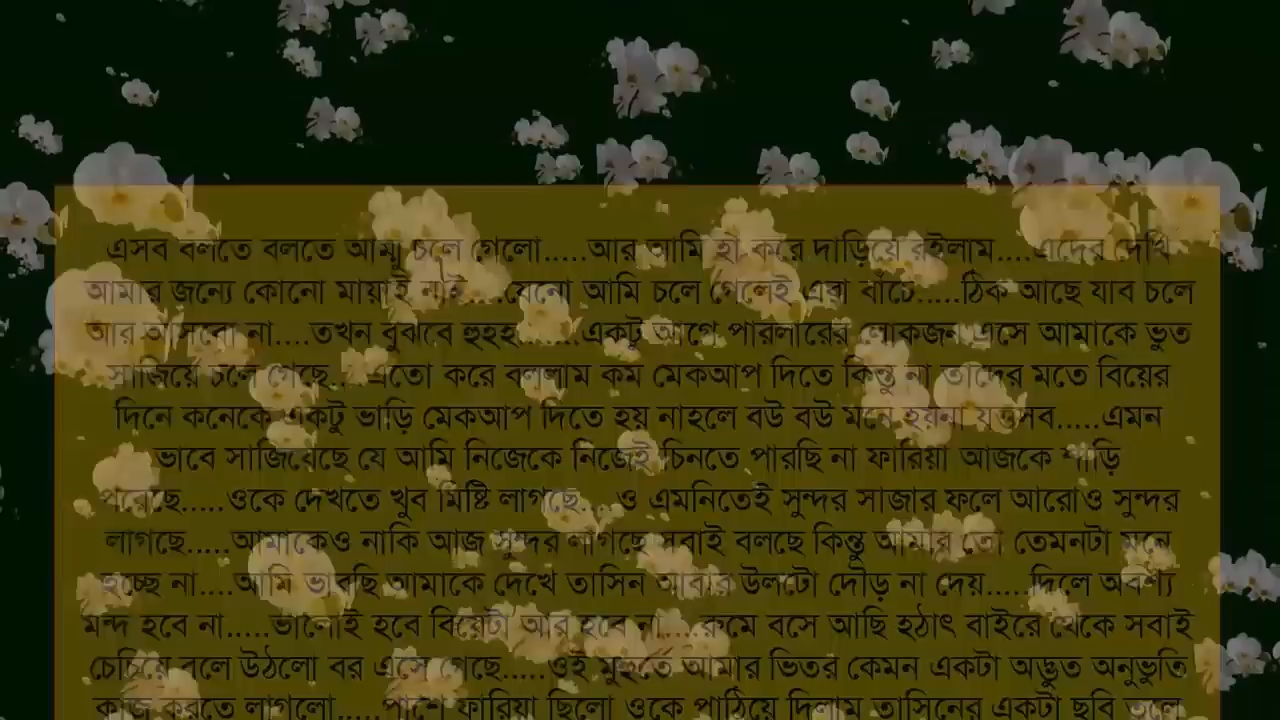 এসব বলতে বলতে আম্মু চলে গেলো.....আর আমি হা করে দাড়িয়ে রইলাম....এদের দেখি
আমার জন্যে কোনো মায়াই নাই.....যেনো আমি চলে গেলেই এরা বাচে.....ঠিক আছে যাব চলে
আর আসবো না....তখন বুঝবে হুহহ.......একটু আগে পারলারের লোকজন এসে আমাকে ভুত
সাজিয়ে চলে গেছে....এতো করে বললাম কম মেকআপ দিতে কিন্তু না তাদের মতে বিয়ের
দিনে কনেকে একটু ভাড়ি মেকআপ দিতে হয় নাহলে বউ বউ মনে হয়না যত্তসব.....এমন
ভাবে সাজিয়েছে যে আমি নিজেকে নিজেই চিনতে পারছি না ফারিয়া আজকে শাড়ি
পরেছে.....ওকে দেখতে খুব মিষ্টি লাগছে....ও এমনিতেই সুন্দর সাজার ফলে আরোও সুন্দর
লাগছে.....আমাকেও নাকি আজ সুন্দর লাগছে সবাই বলছে কিন্তু আমার তো তেমনটা মনে
হচ্ছে না....আমি ভাবছি আমাকে দেখে তাসিন আবার উলটো দৌড় না দেয়.....দিলে অবশ্য
মন্দ হবে না.....ভালোই হবে বিয়েটা আর হবে না....রুমে বসে আছি হঠাৎ বাইরে থেকে সবাই
চেচিয়ে বলে উঠলো বর এসে গেছে.....ওই মুহুর্তে আমার ভিতর কেমন একটা অদ্ভুত অনুভুতি
কাজ করতে লাগলো.....পাশে ফারিয়া ছিলো ওকে পাঠিয়ে দিলাম তাসিনের একটা ছবি তুলে